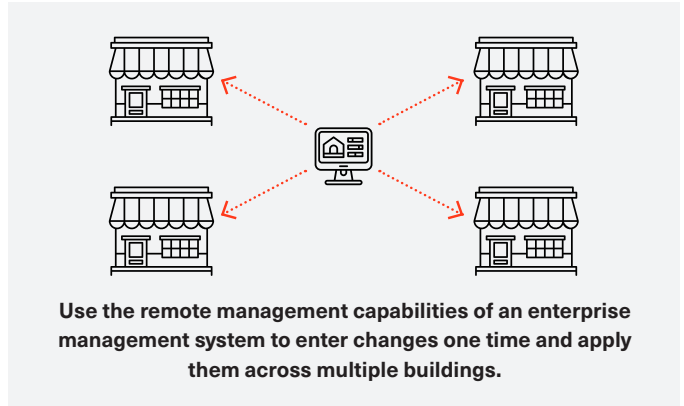 Use the remote management capabilities of an enterprise
management system to enter changes one time and apply
them across multiple buildings.